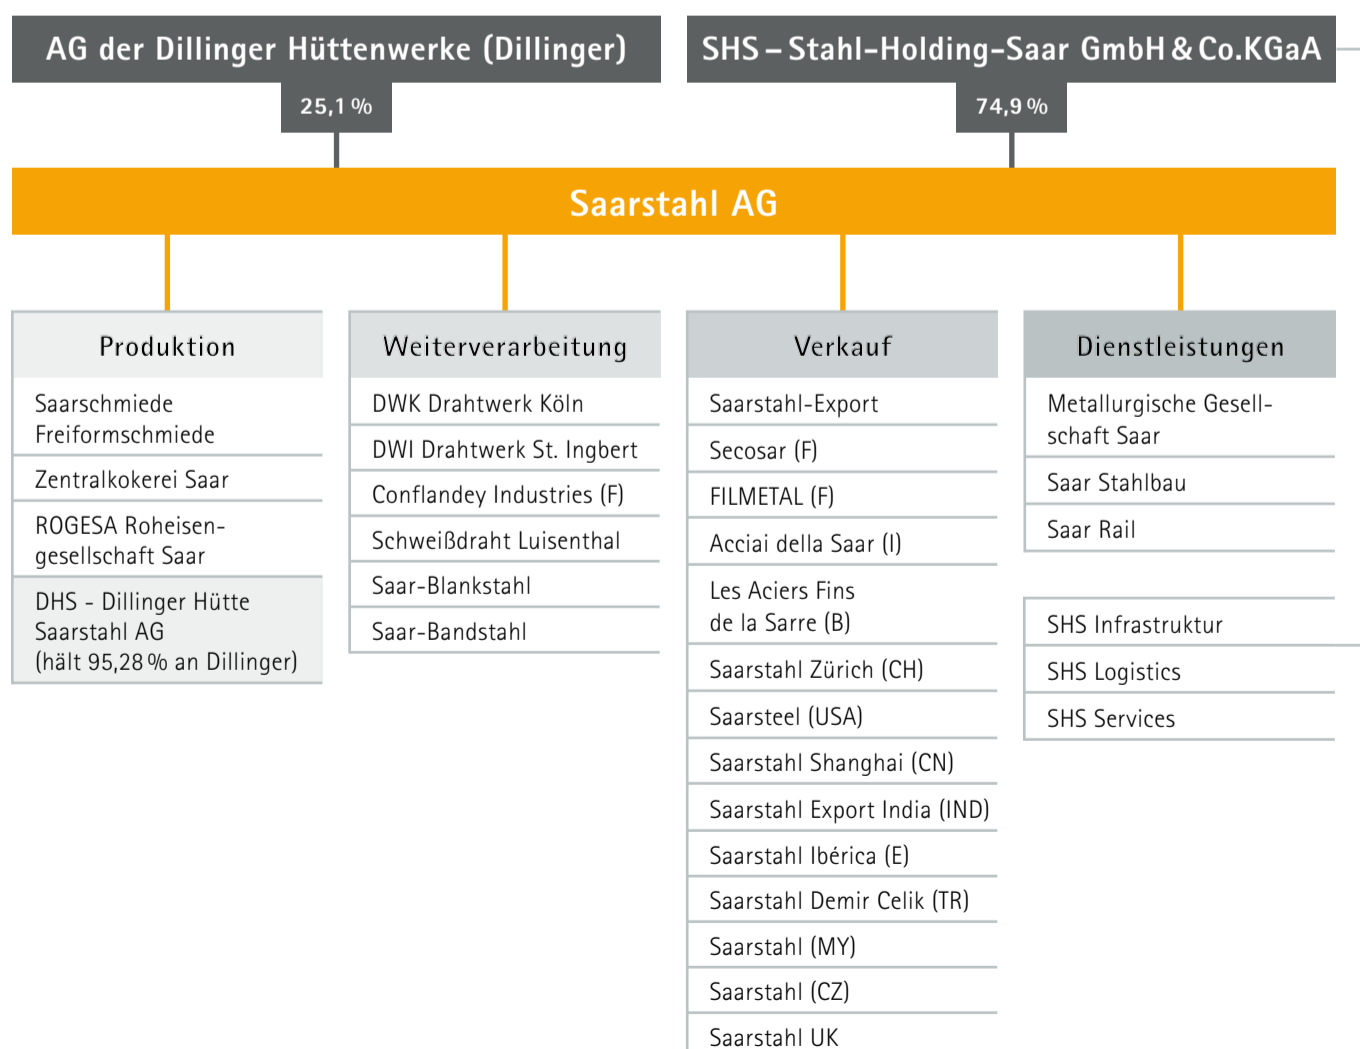 AG der Dillinger Hüttenwerke (Dillinger)
25,1 %
SHS – Stahl-Holding-Saar GmbH & Co.KGaA
74,9 %
Saarstahl AG
Produktion
Saarschmiede
Freiformschmiede
Zentralkokerei Saar
ROGESA Roheisen-
gesellschaft Saar
DHS - Dillinger Hütte
Saarstahl AG
(hält 95,28 % an Dillinger)
Weiterverarbeitung
DWK Drahtwerk Köln
DWI Drahtwerk St. Ingbert
Conflandey Industries (F)
Schweißdraht Luisenthal
Saar-Blankstahl
Saar-Bandstahl
Verkauf
Saarstahl-Export
Secosar (F)
FILMETAL (F)
Acciai della Saar (I)
Les Aciers Fins
de la Sarre (B)
Saarstahl Zürich (CH)
Saarsteel (USA)
Saarstahl Shanghai (CN)
Saarstahl Export India (IND)
Saarstahl Ibérica (E)
Saarstahl Demir Celik (TR)
Saarstahl (MY)
Saarstahl (CZ)
Saarstahl UK
Dienstleistungen
Metallurgische Gesell-
schaft Saar
Saar Stahlbau
Saar Rail
SHS Infrastruktur
SHS Logistics
SHS Services